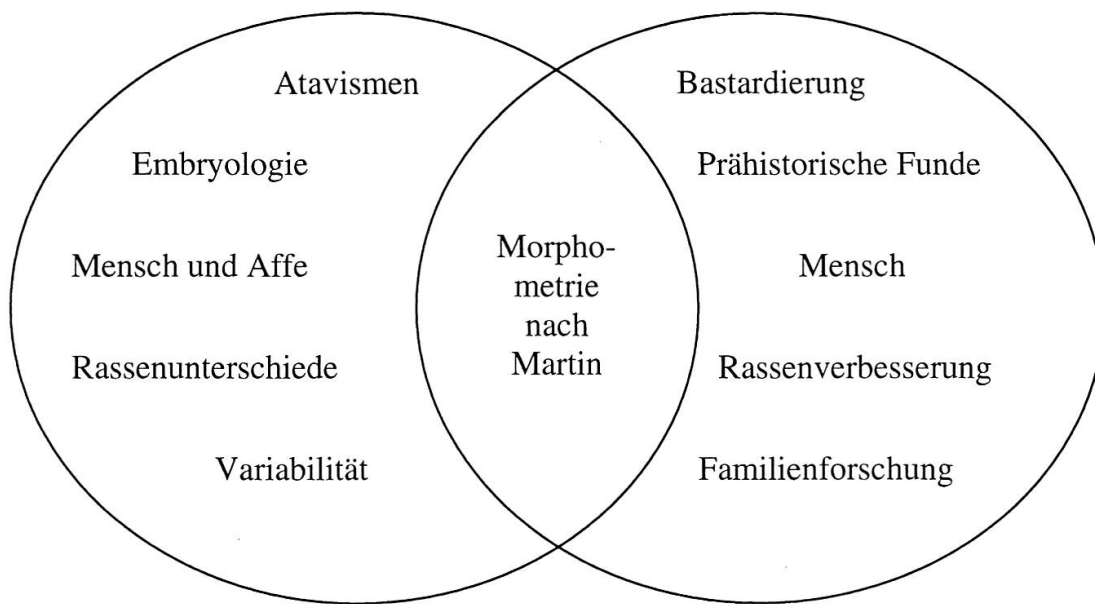 Atavismen
Embryologie
Mensch und Affe
Rassenunterschiede
Variabilität
Morpho-
metrie
nach
Martin
Bastardierung
Prähistorische Funde
Mensch
Rassenverbesserung
Familienforschung